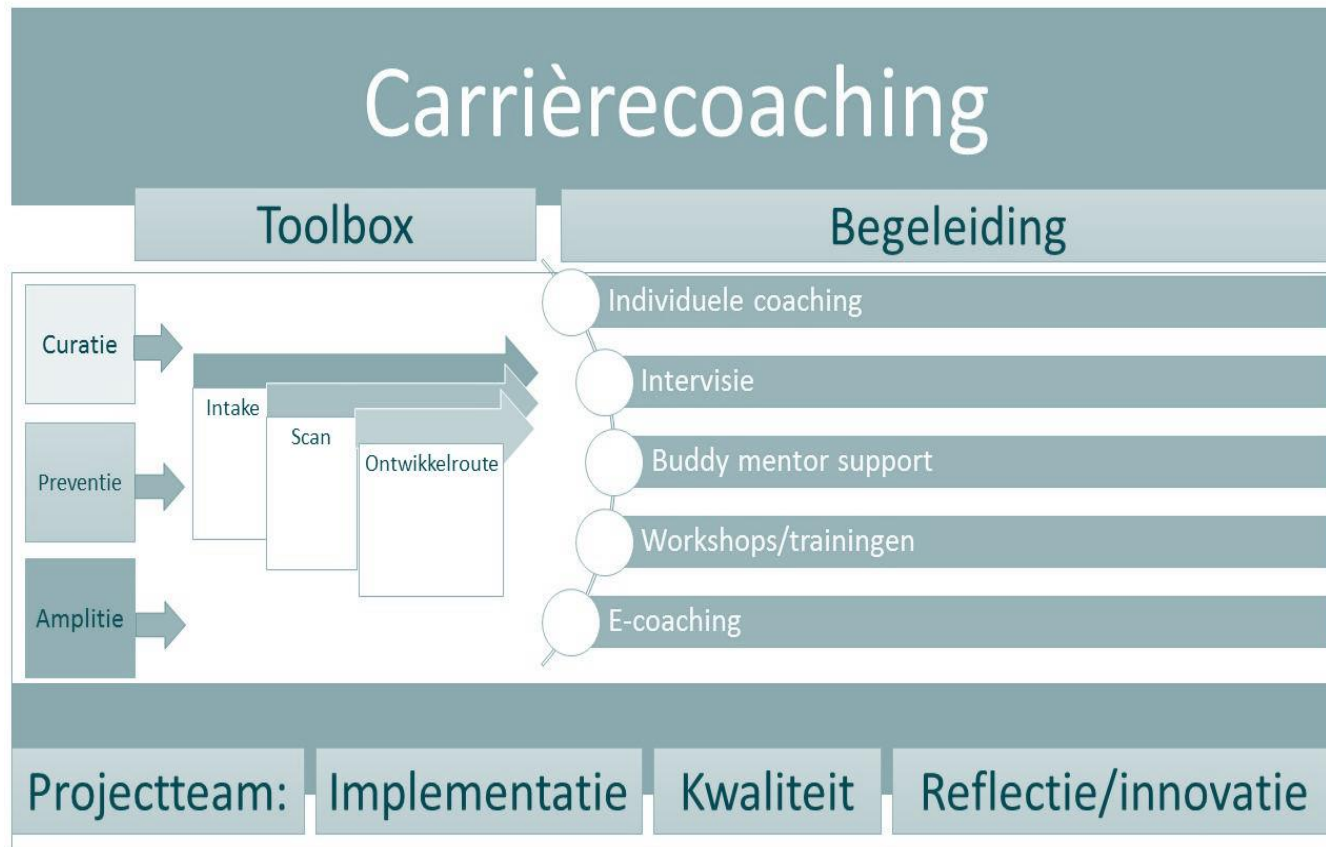 Carrièrecoaching
Toolbox
Begeleiding
Curatie
Preventie
Amplitie
Intake
Scan
Ontwikkelroute
Individuele coaching
Intervisie
Buddy mentor support
Workshops/trainingen
E-coaching
Projectteam:
Implementatie
Kwaliteit
Reflectie/innovatie